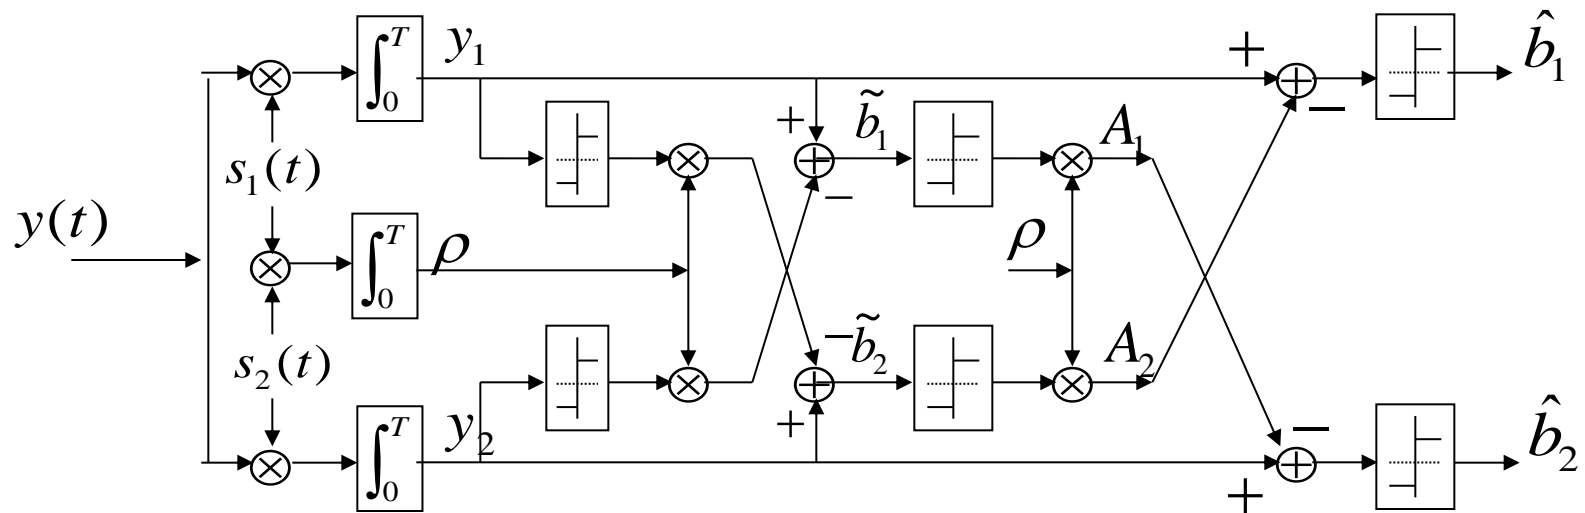 y(t)
s₁(t)
s₂(t)
∫₀ᵀ
y₁
∫₀ᵀ
ρ
∫₀ᵀ
y₂
+
b̃₁
−
−
b̃₂
+
A₁
ρ
A₂
+
−
b̂₁
−
+
b̂₂